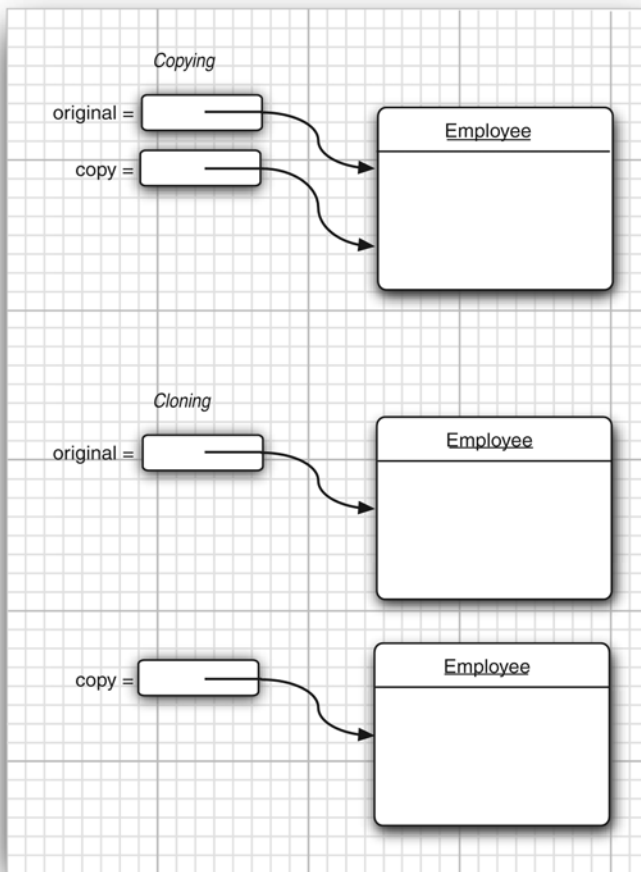 Copying
original =
Employee
copy =
Cloning
original =
Employee
copy =
Employee